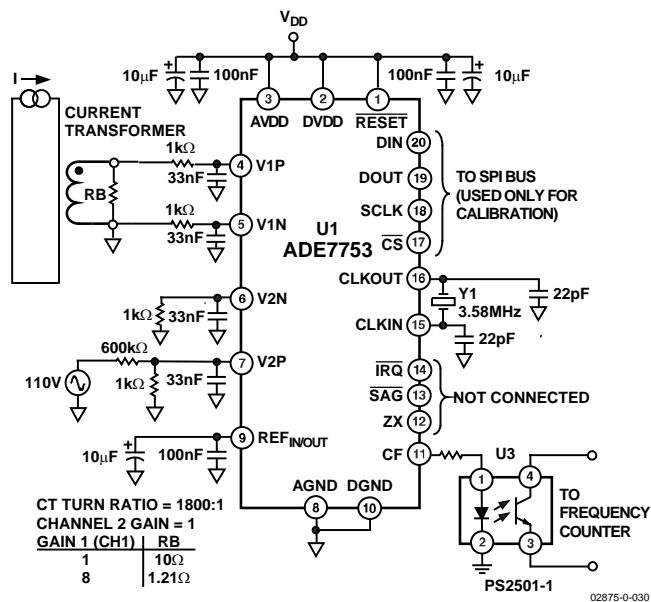 V_DD
10μF
100nF
100nF
10μF
I
3
2
1
AVDD
DVDD
RESET
CURRENT
TRANSFORMER
DIN
20
DOUT
19
SCLK
18
CS
17
TO SPI BUS
(USED ONLY FOR
CALIBRATION)
1kΩ
33nF
4
V1P
RB
1kΩ
33nF
5
V1N
U1
ADE7753
CLKOUT
16
Y1
3.58MHz
22pF
CLKIN
15
22pF
6
V2N
1kΩ
33nF
600kΩ
7
V2P
110V
1kΩ
33nF
IRQ
14
SAG
13
ZX
12
NOT CONNECTED
9
REF_IN/OUT
10μF
100nF
CF
11
U3
1
4
2
3
TO
FREQUENCY
COUNTER
PS2501-1
AGND
DGND
8
10
CT TURN RATIO = 1800:1
CHANNEL 2 GAIN = 1
GAIN 1 (CH1) RB
1 10Ω
8 1.21Ω
02875-0-030